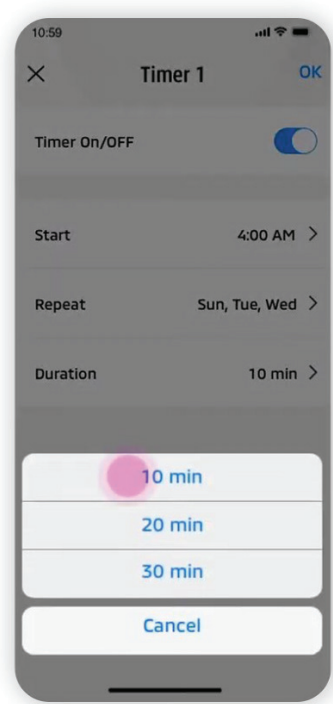 10:59
Timer 1 OK
Timer On/OFF
Start 4:00 AM
Repeat Sun, Tue, Wed
Duration 10 min
10 min
20 min
30 min
Cancel